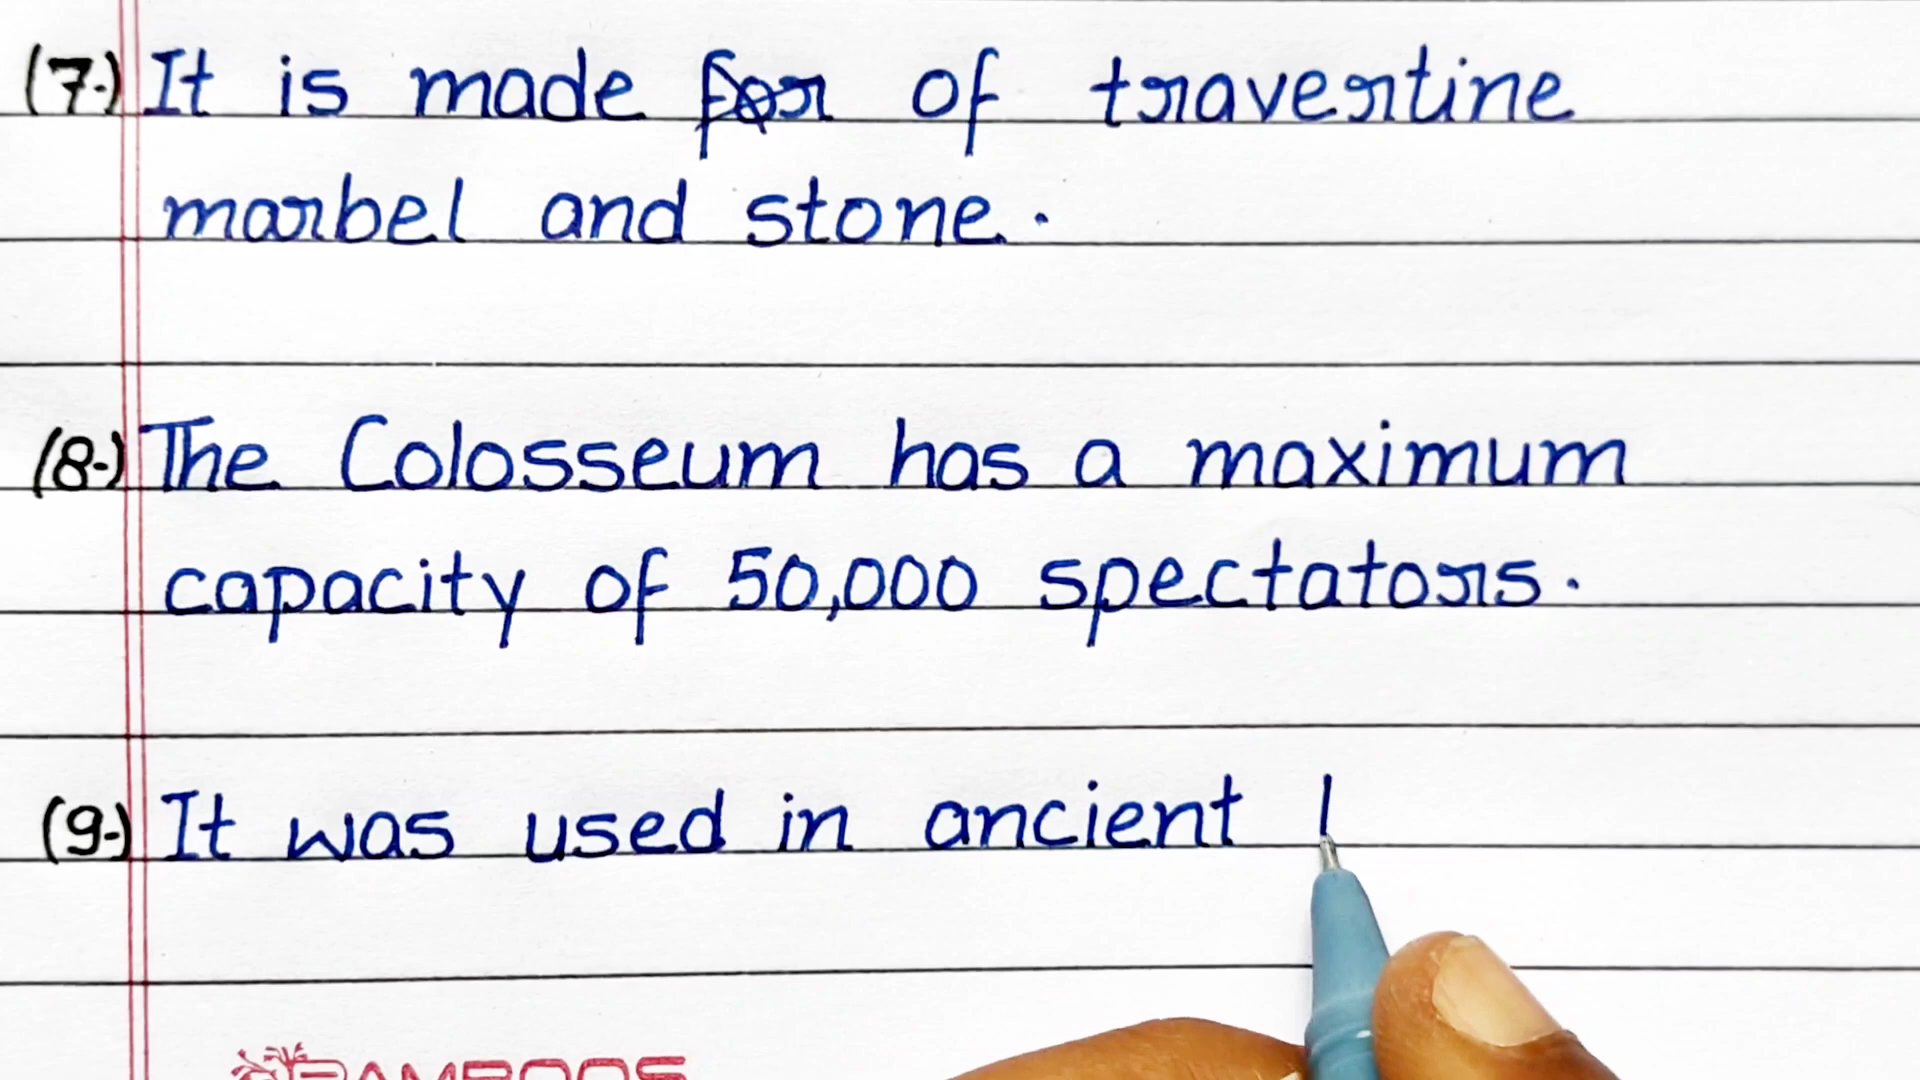 (7.) It is made for of travertine
marbel and stone.
(8.) The Colosseum has a maximum
capacity of 50,000 spectators.
(9.) It was used in ancient